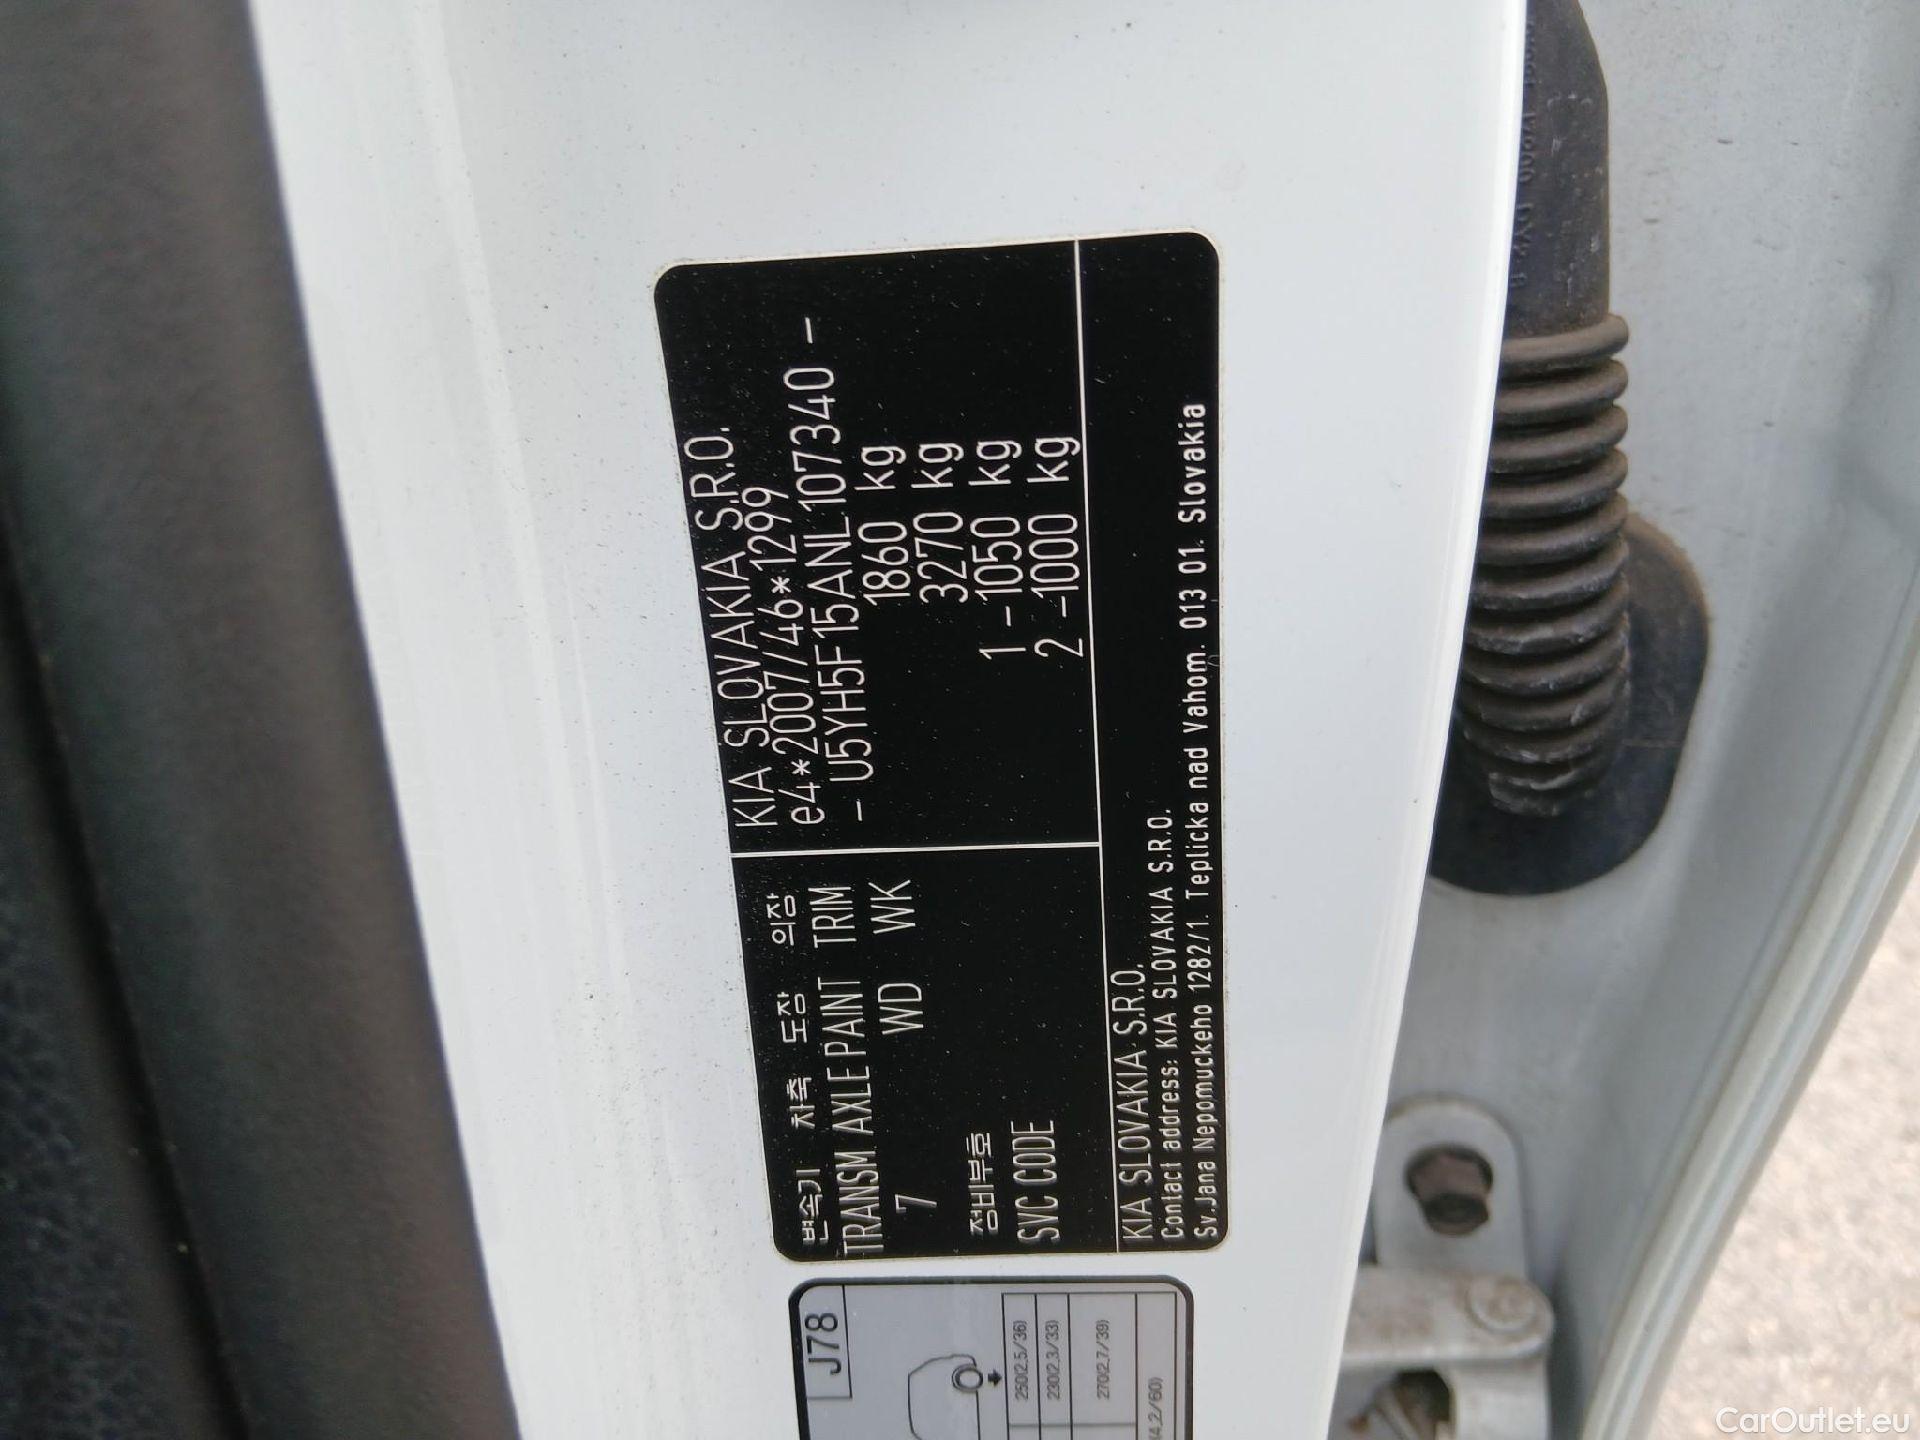 KIA SLOVAKIA S.R.O.
e4*2007/46*1299
- U5YH5F15ANL107340 -
1860 kg
3270 kg
1 -1050 kg
2 -1000 kg
변속기 차축 도장 의장
TRANSM AXLE PAINT TRIM
7 WD WK
정비부호
SVC CODE
KIA SLOVAKIA S.R.O.
Contact address: KIA SLOVAKIA S.R.O.
Sv.Jana Nepomuckeho 1282/1. Teplicka nad Vahom. 013 01. Slovakia
J78
250(2.5/36)
230(2.3/33)
270(2.7/39)
CarOutlet.eu